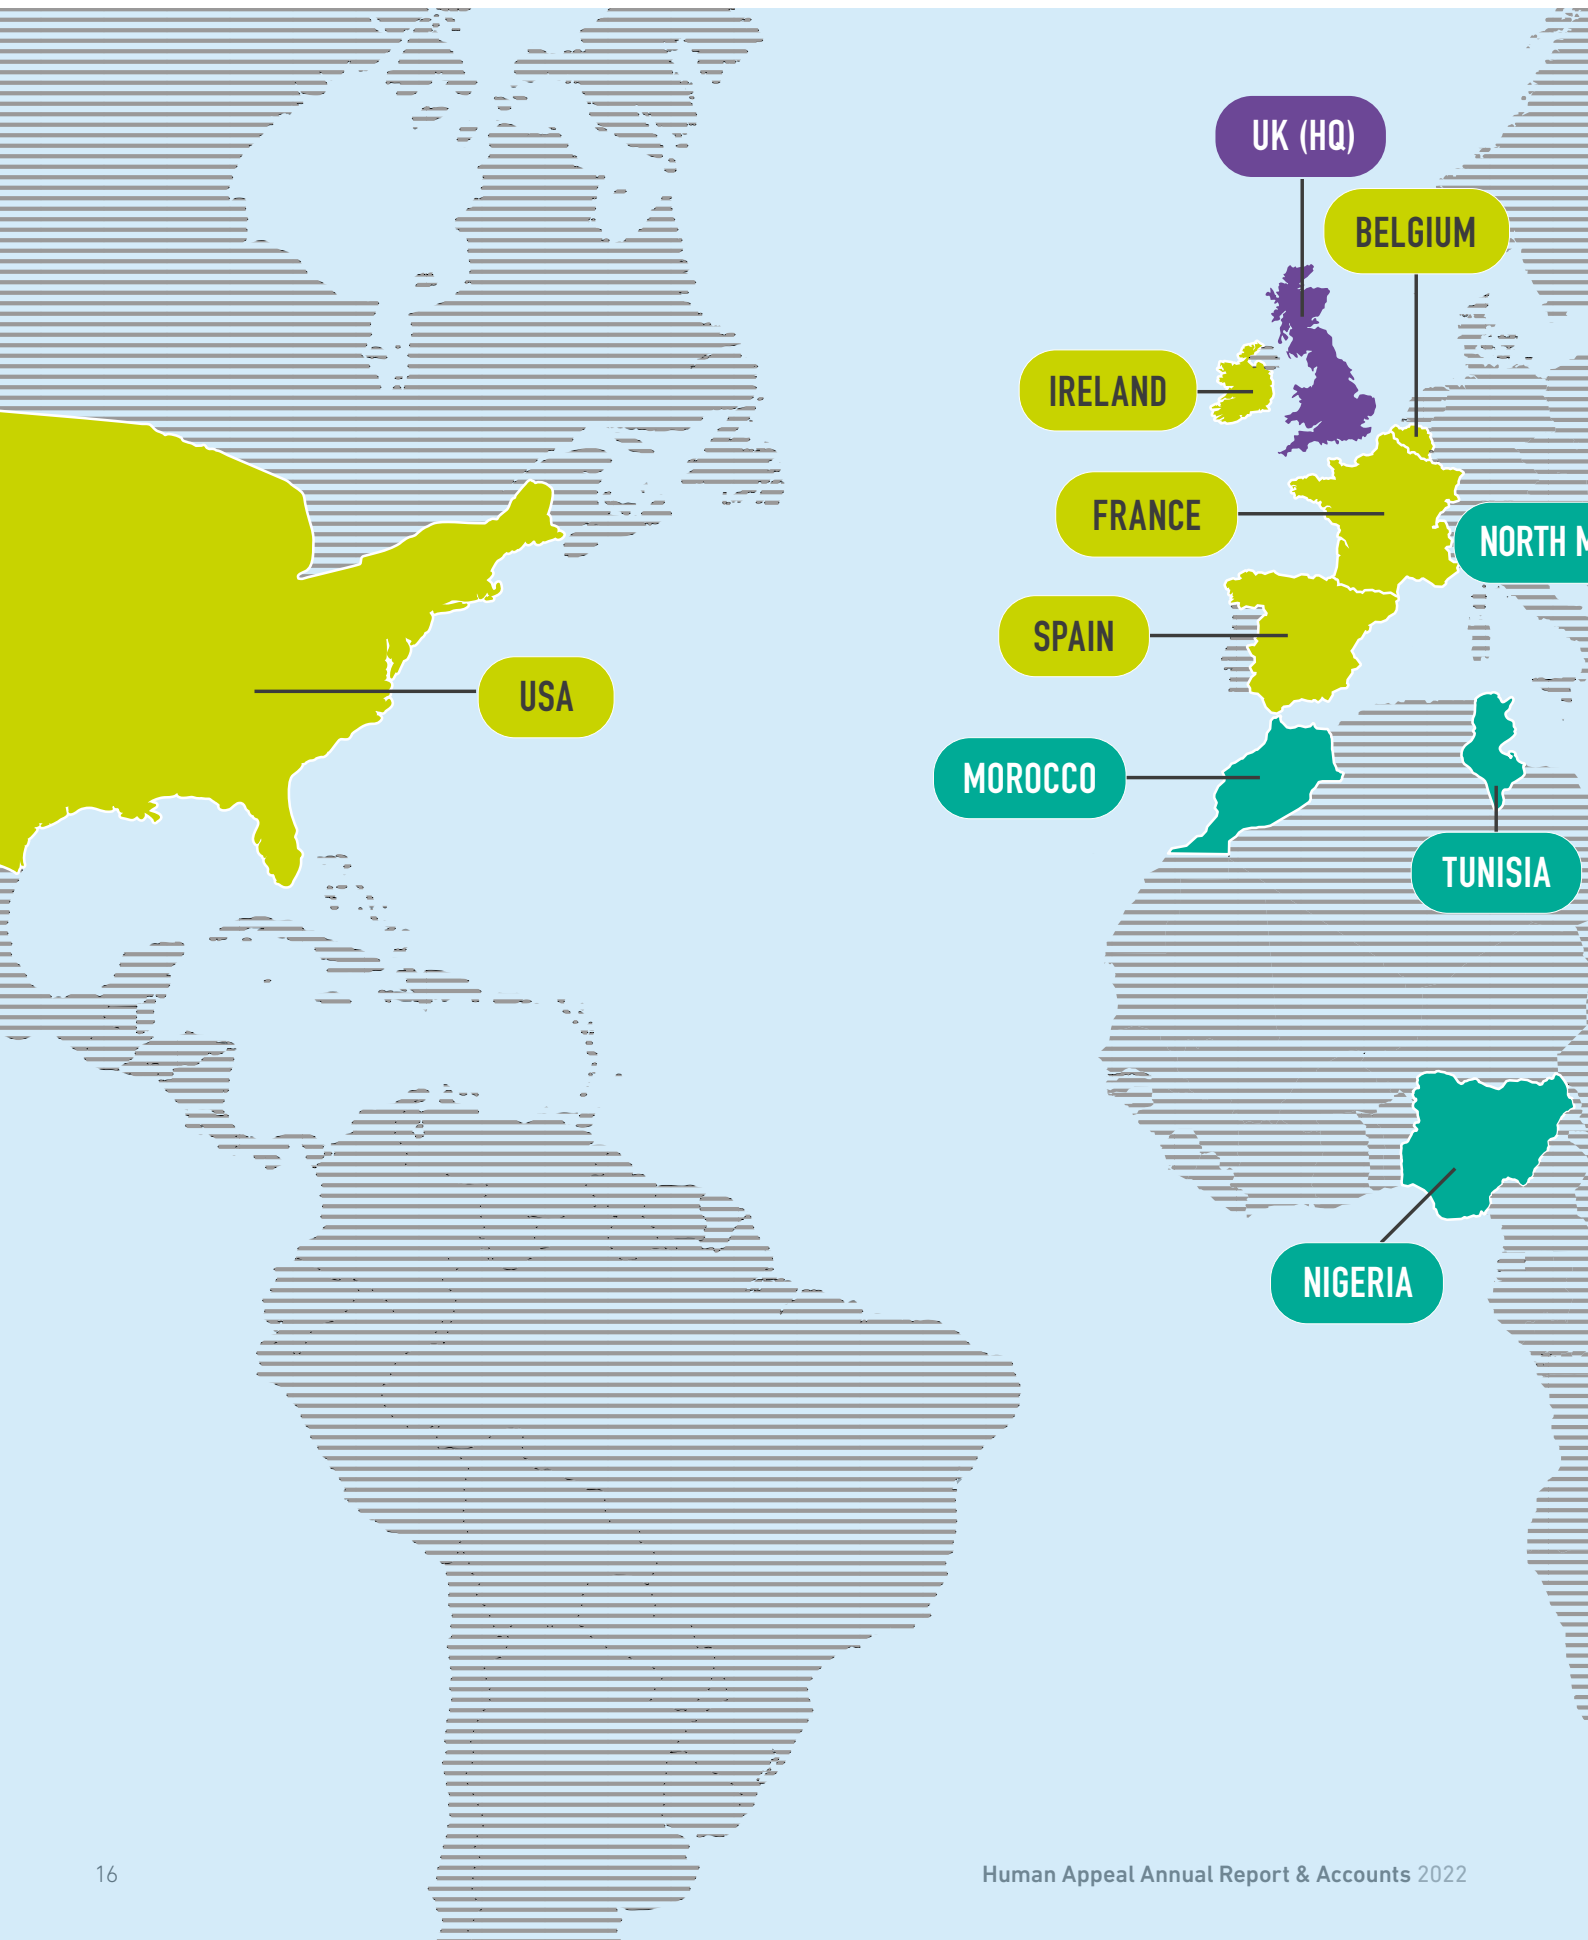 UK (HQ)
BELGIUM
IRELAND
FRANCE
NORTH M
SPAIN
USA
MOROCCO
TUNISIA
NIGERIA
16
Human Appeal Annual Report & Accounts 2022